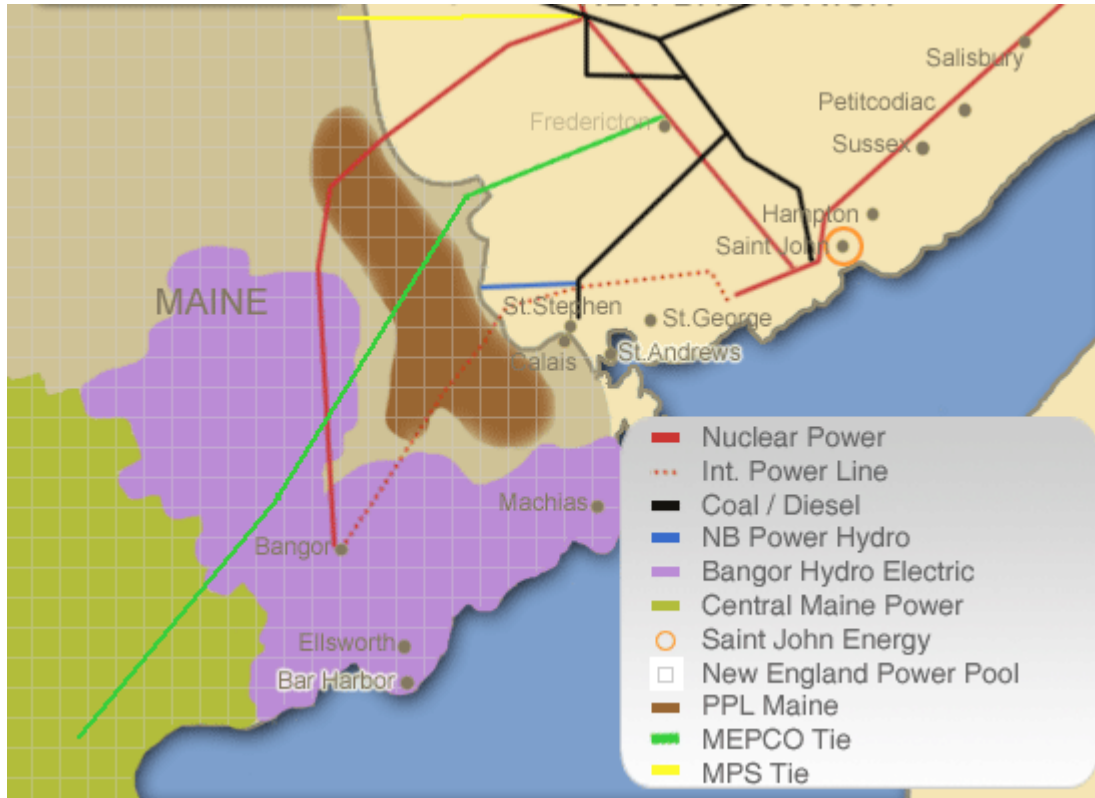 Salisbury
Petitcodiac
Fredericton
Sussex
Hampton
Saint John
MAINE
St.Stephen
St.George
Calais
St.Andrews
Machias
Bangor
Ellsworth
Bar Harbor
Nuclear Power
Int. Power Line
Coal / Diesel
NB Power Hydro
Bangor Hydro Electric
Central Maine Power
Saint John Energy
New England Power Pool
PPL Maine
MEPCO Tie
MPS Tie